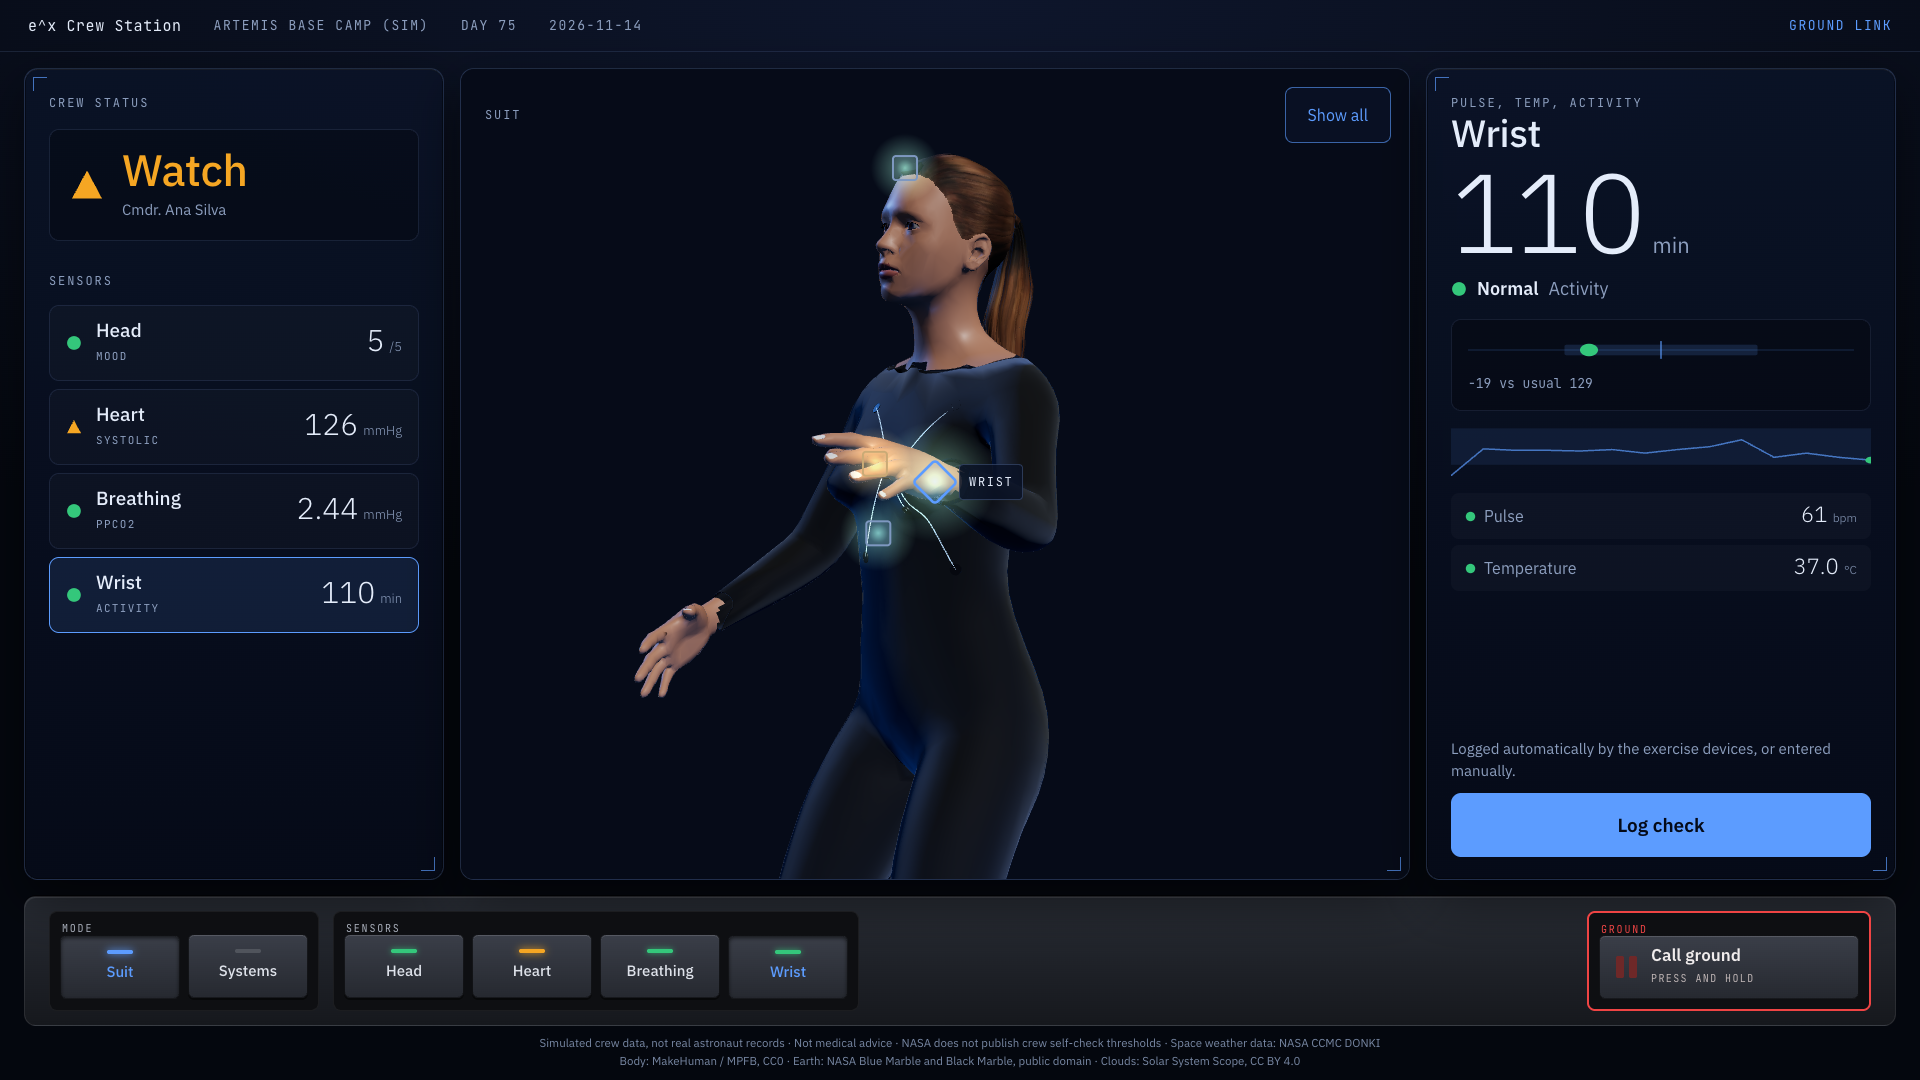 e^x Crew Station
ARTEMIS BASE CAMP (SIM)
DAY 75
2026-11-14
GROUND LINK
CREW STATUS
Watch
Cmdr. Ana Silva
SENSORS
Head
MOOD
5 /5
Heart
SYSTOLIC
126 mmHg
Breathing
PPCO2
2.44 mmHg
Wrist
ACTIVITY
110 min
SUIT
Show all
WRIST
PULSE, TEMP, ACTIVITY
Wrist
110 min
Normal Activity
-19 vs usual 129
Pulse
61 bpm
Temperature
37.0 °C
Logged automatically by the exercise devices, or entered
manually.
Log check
MODE
Suit
Systems
SENSORS
Head
Heart
Breathing
Wrist
GROUND
Call ground
PRESS AND HOLD
Simulated crew data, not real astronaut records · Not medical advice · NASA does not publish crew self-check thresholds · Space weather data: NASA CCMC DONKI
Body: MakeHuman / MPFB, CC0 · Earth: NASA Blue Marble and Black Marble, public domain · Clouds: Solar System Scope, CC BY 4.0